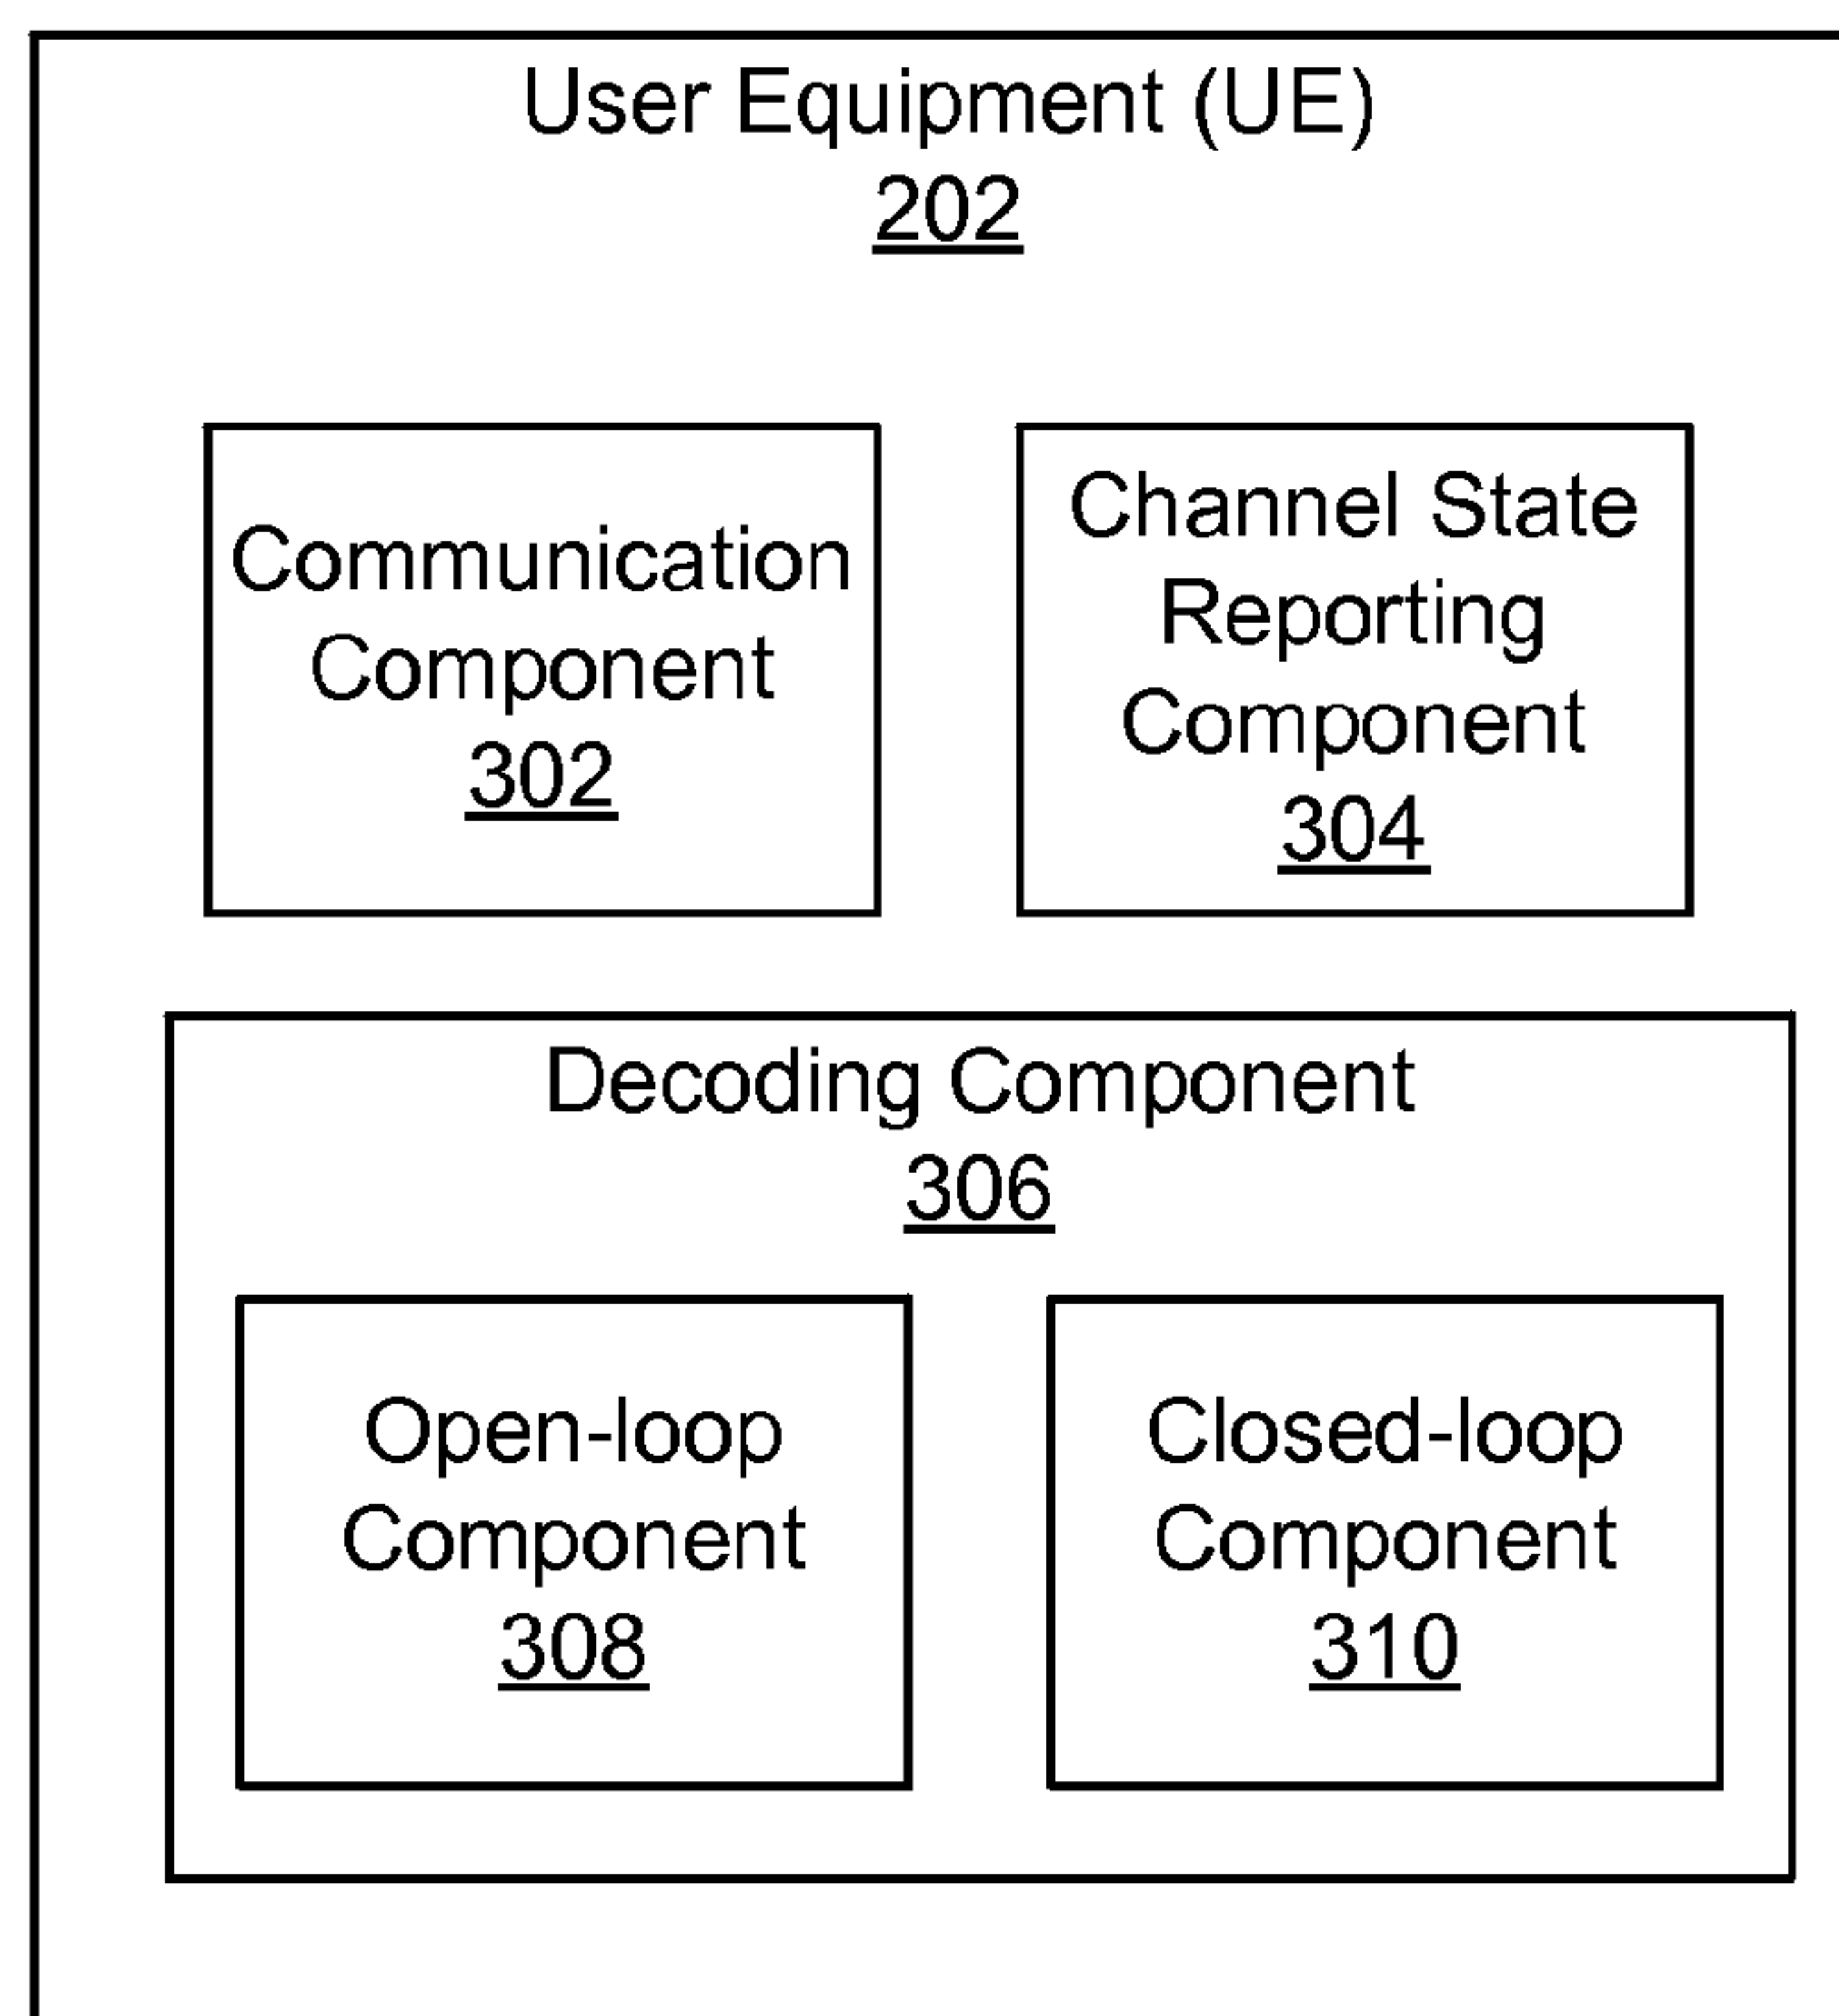 User Equipment (UE)
202
Communication
Component
302
Channel State
Reporting
Component
304
Decoding Component
306
Open-loop
Component
308
Closed-loop
Component
310